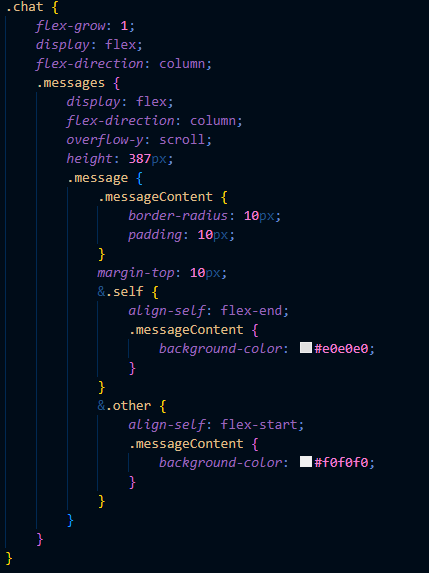 .chat {
flex-grow: 1;
display: flex;
flex-direction: column;
.messages {
display: flex;
flex-direction: column;
overflow-y: scroll;
height: 387px;
.message {
.messageContent {
border-radius: 10px;
padding: 10px;
}
margin-top: 10px;
&.self {
align-self: flex-end;
.messageContent {
background-color: #e0e0e0;
}
}
&.other {
align-self: flex-start;
.messageContent {
background-color: #f0f0f0;
}
}
}
}
}